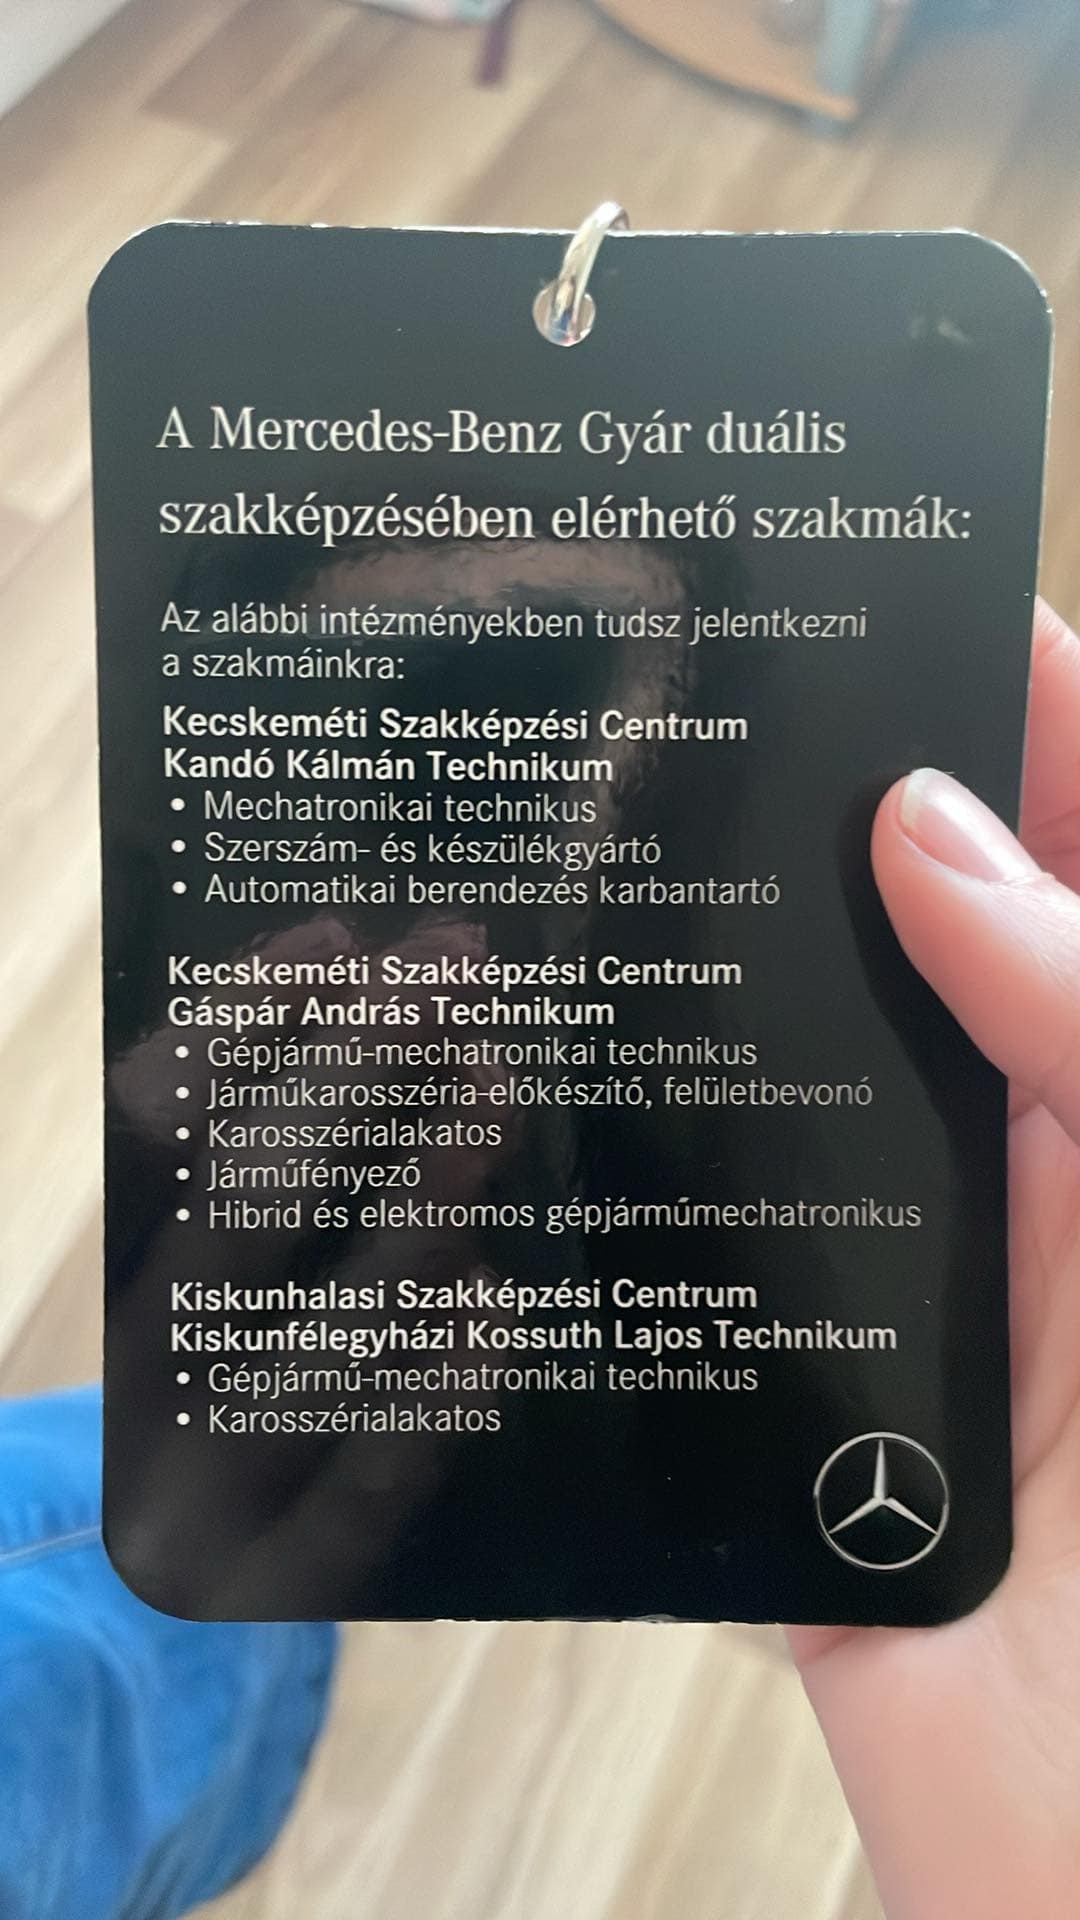 A Mercedes-Benz Gyár duális
szakképzésében elérhető szakmák:
Az alábbi intézményekben tudsz jelentkezni
a szakmáinkra:
Kecskeméti Szakképzési Centrum
Kandó Kálmán Technikum
• Mechatronikai technikus
• Szerszám- és készülékgyártó
• Automatikai berendezés karbantartó
Kecskeméti Szakképzési Centrum
Gáspár András Technikum
• Gépjármű-mechatronikai technikus
• Járműkarosszéria-előkészítő, felületbevonó
• Karosszérialakatos
• Járműfényező
• Hibrid és elektromos gépjárműmechatronikus
Kiskunhalasi Szakképzési Centrum
Kiskunfélegyházi Kossuth Lajos Technikum
• Gépjármű-mechatronikai technikus
• Karosszérialakatos